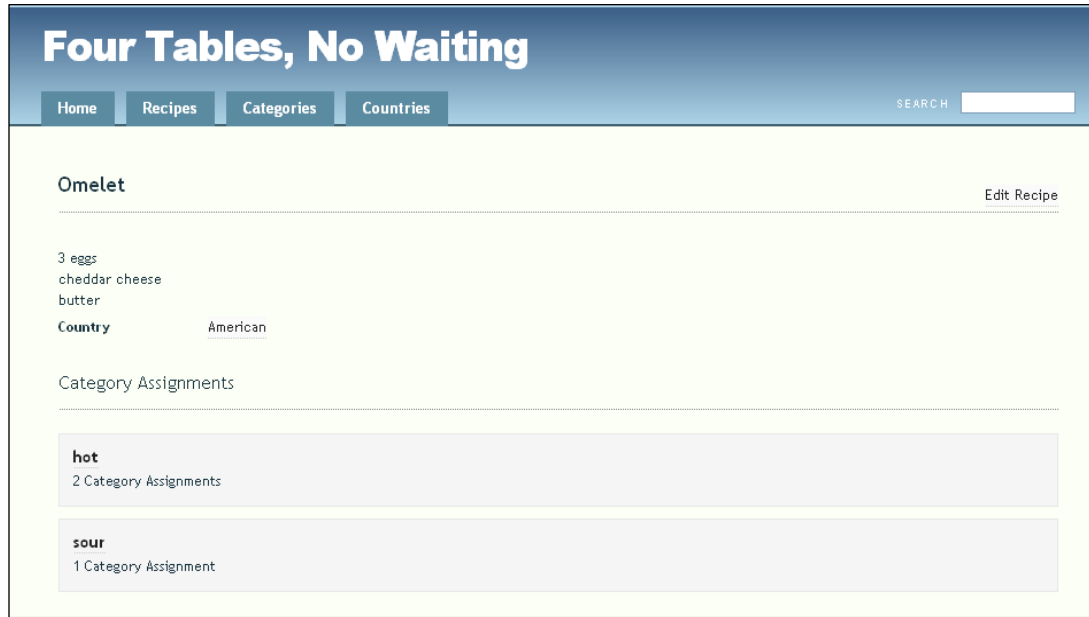 Four Tables, No Waiting
Home Recipes Categories Countries SEARCH
Omelet
Edit Recipe
3 eggs
cheddar cheese
butter
Country American
Category Assignments
hot
2 Category Assignments
sour
1 Category Assignment